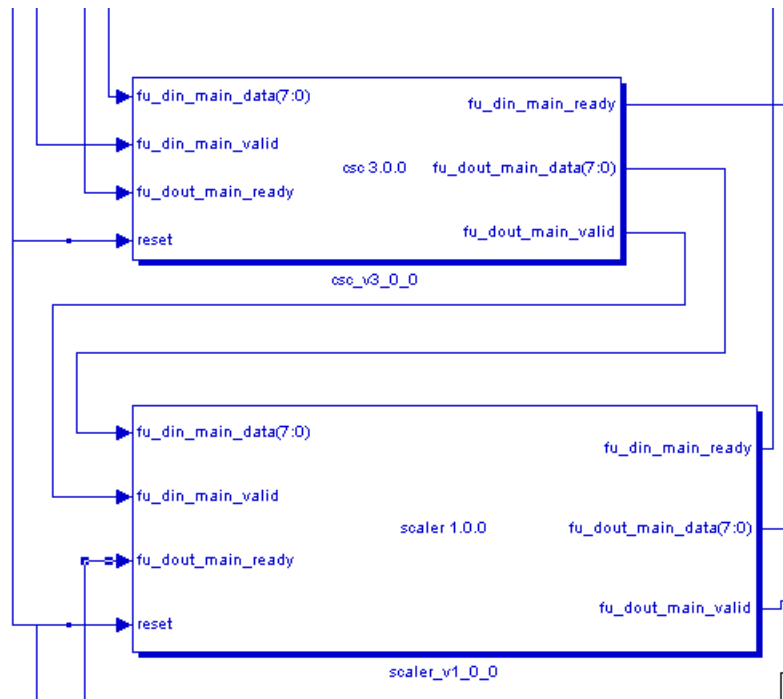 fu_din_main_data(7:0)
fu_din_main_ready
fu_din_main_valid
csc 3.0.0
fu_dout_main_data(7:0)
fu_dout_main_ready
fu_dout_main_valid
reset
csc_v3_0_0
fu_din_main_data(7:0)
fu_din_main_ready
fu_din_main_valid
scaler 1.0.0
fu_dout_main_data(7:0)
fu_dout_main_ready
fu_dout_main_valid
reset
scaler_v1_0_0